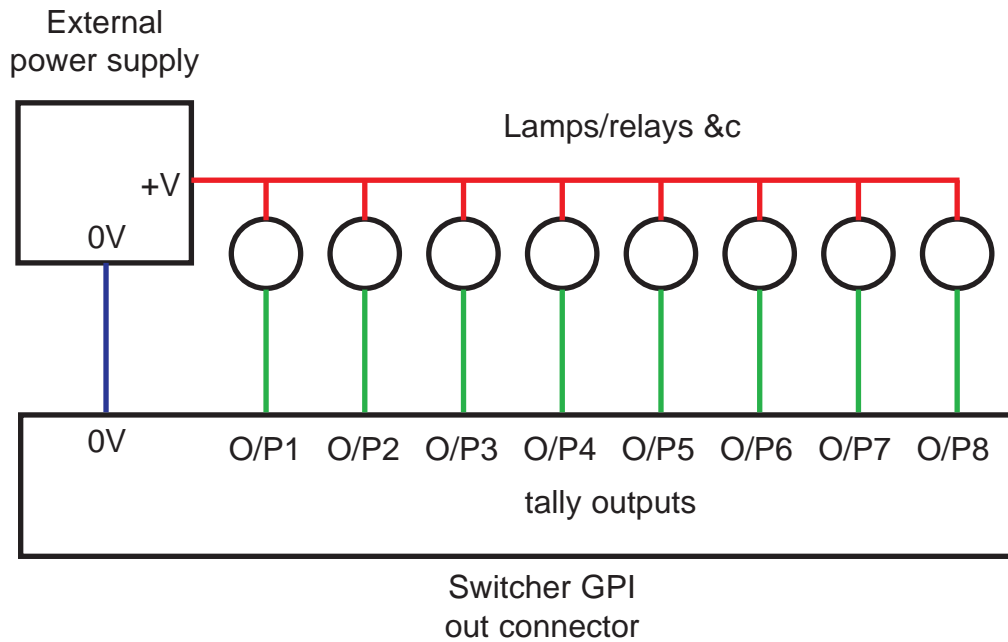 External
power supply
Lamps/relays &c
+V
0V
0V O/P1 O/P2 O/P3 O/P4 O/P5 O/P6 O/P7 O/P8
tally outputs
Switcher GPI
out connector